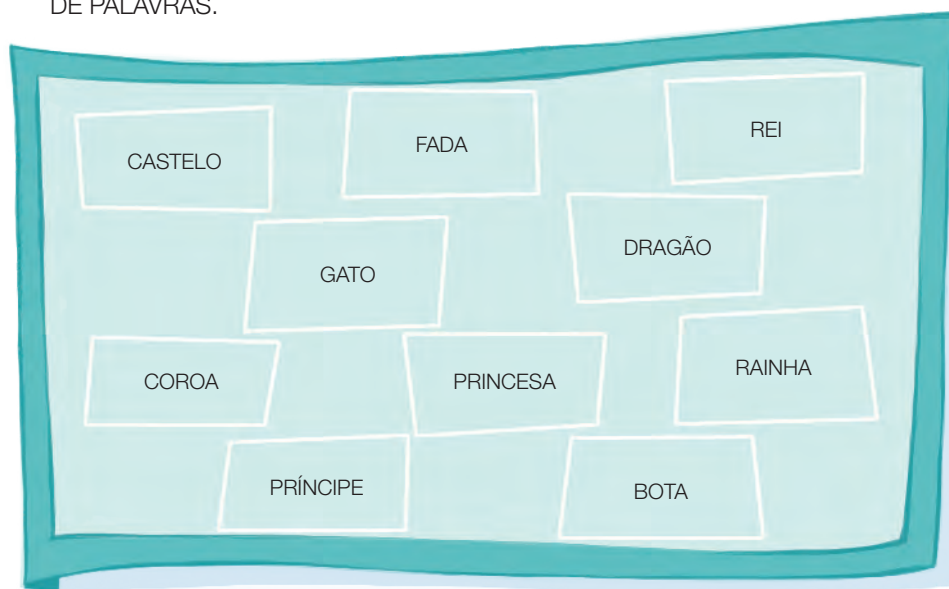 DE PALAVRAS.
CASTELO
FADA
REI
GATO
DRAGÃO
COROA
PRINCESA
RAINHA
PRÍNCIPE
BOTA